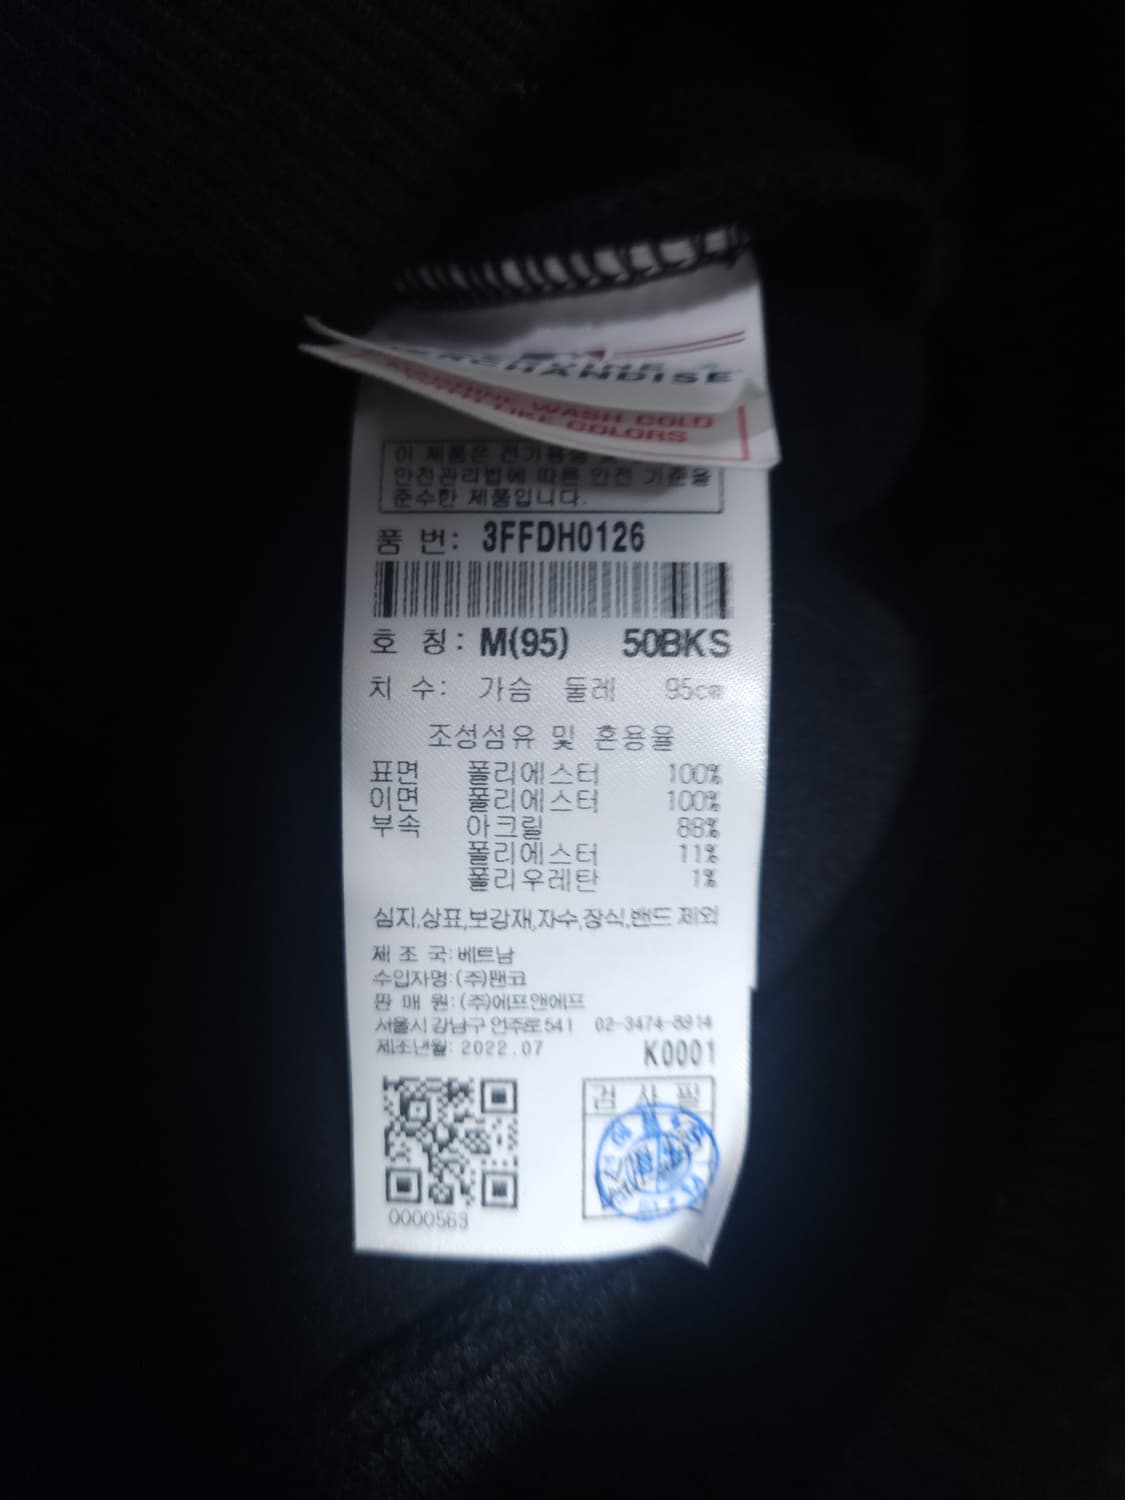 MERCHANDISE
MACHINE WASH COLD
WITH LIKE COLORS
이 제품은 전기용품 및
안전관리법에 따른 안전 기준을
준수한 제품입니다.
품 번: 3FFDH0126
호 칭: M(95) 50BKS
치 수: 가슴 둘레 95cm
조성섬유 및 혼용율
표면 폴리에스터 100%
이면 폴리에스터 100%
부속 아크릴 88%
폴리에스터 11%
폴리우레탄 1%
심지,상표,보강재,자수,장식,밴드 제외
제 조 국:베트남
수입자명:(주)팬코
판 매 원:(주)에프앤에프
서울시 강남구 언주로 541 02-3474-8914
제조년월: 2022.07
K0001
검 사 필
0000563